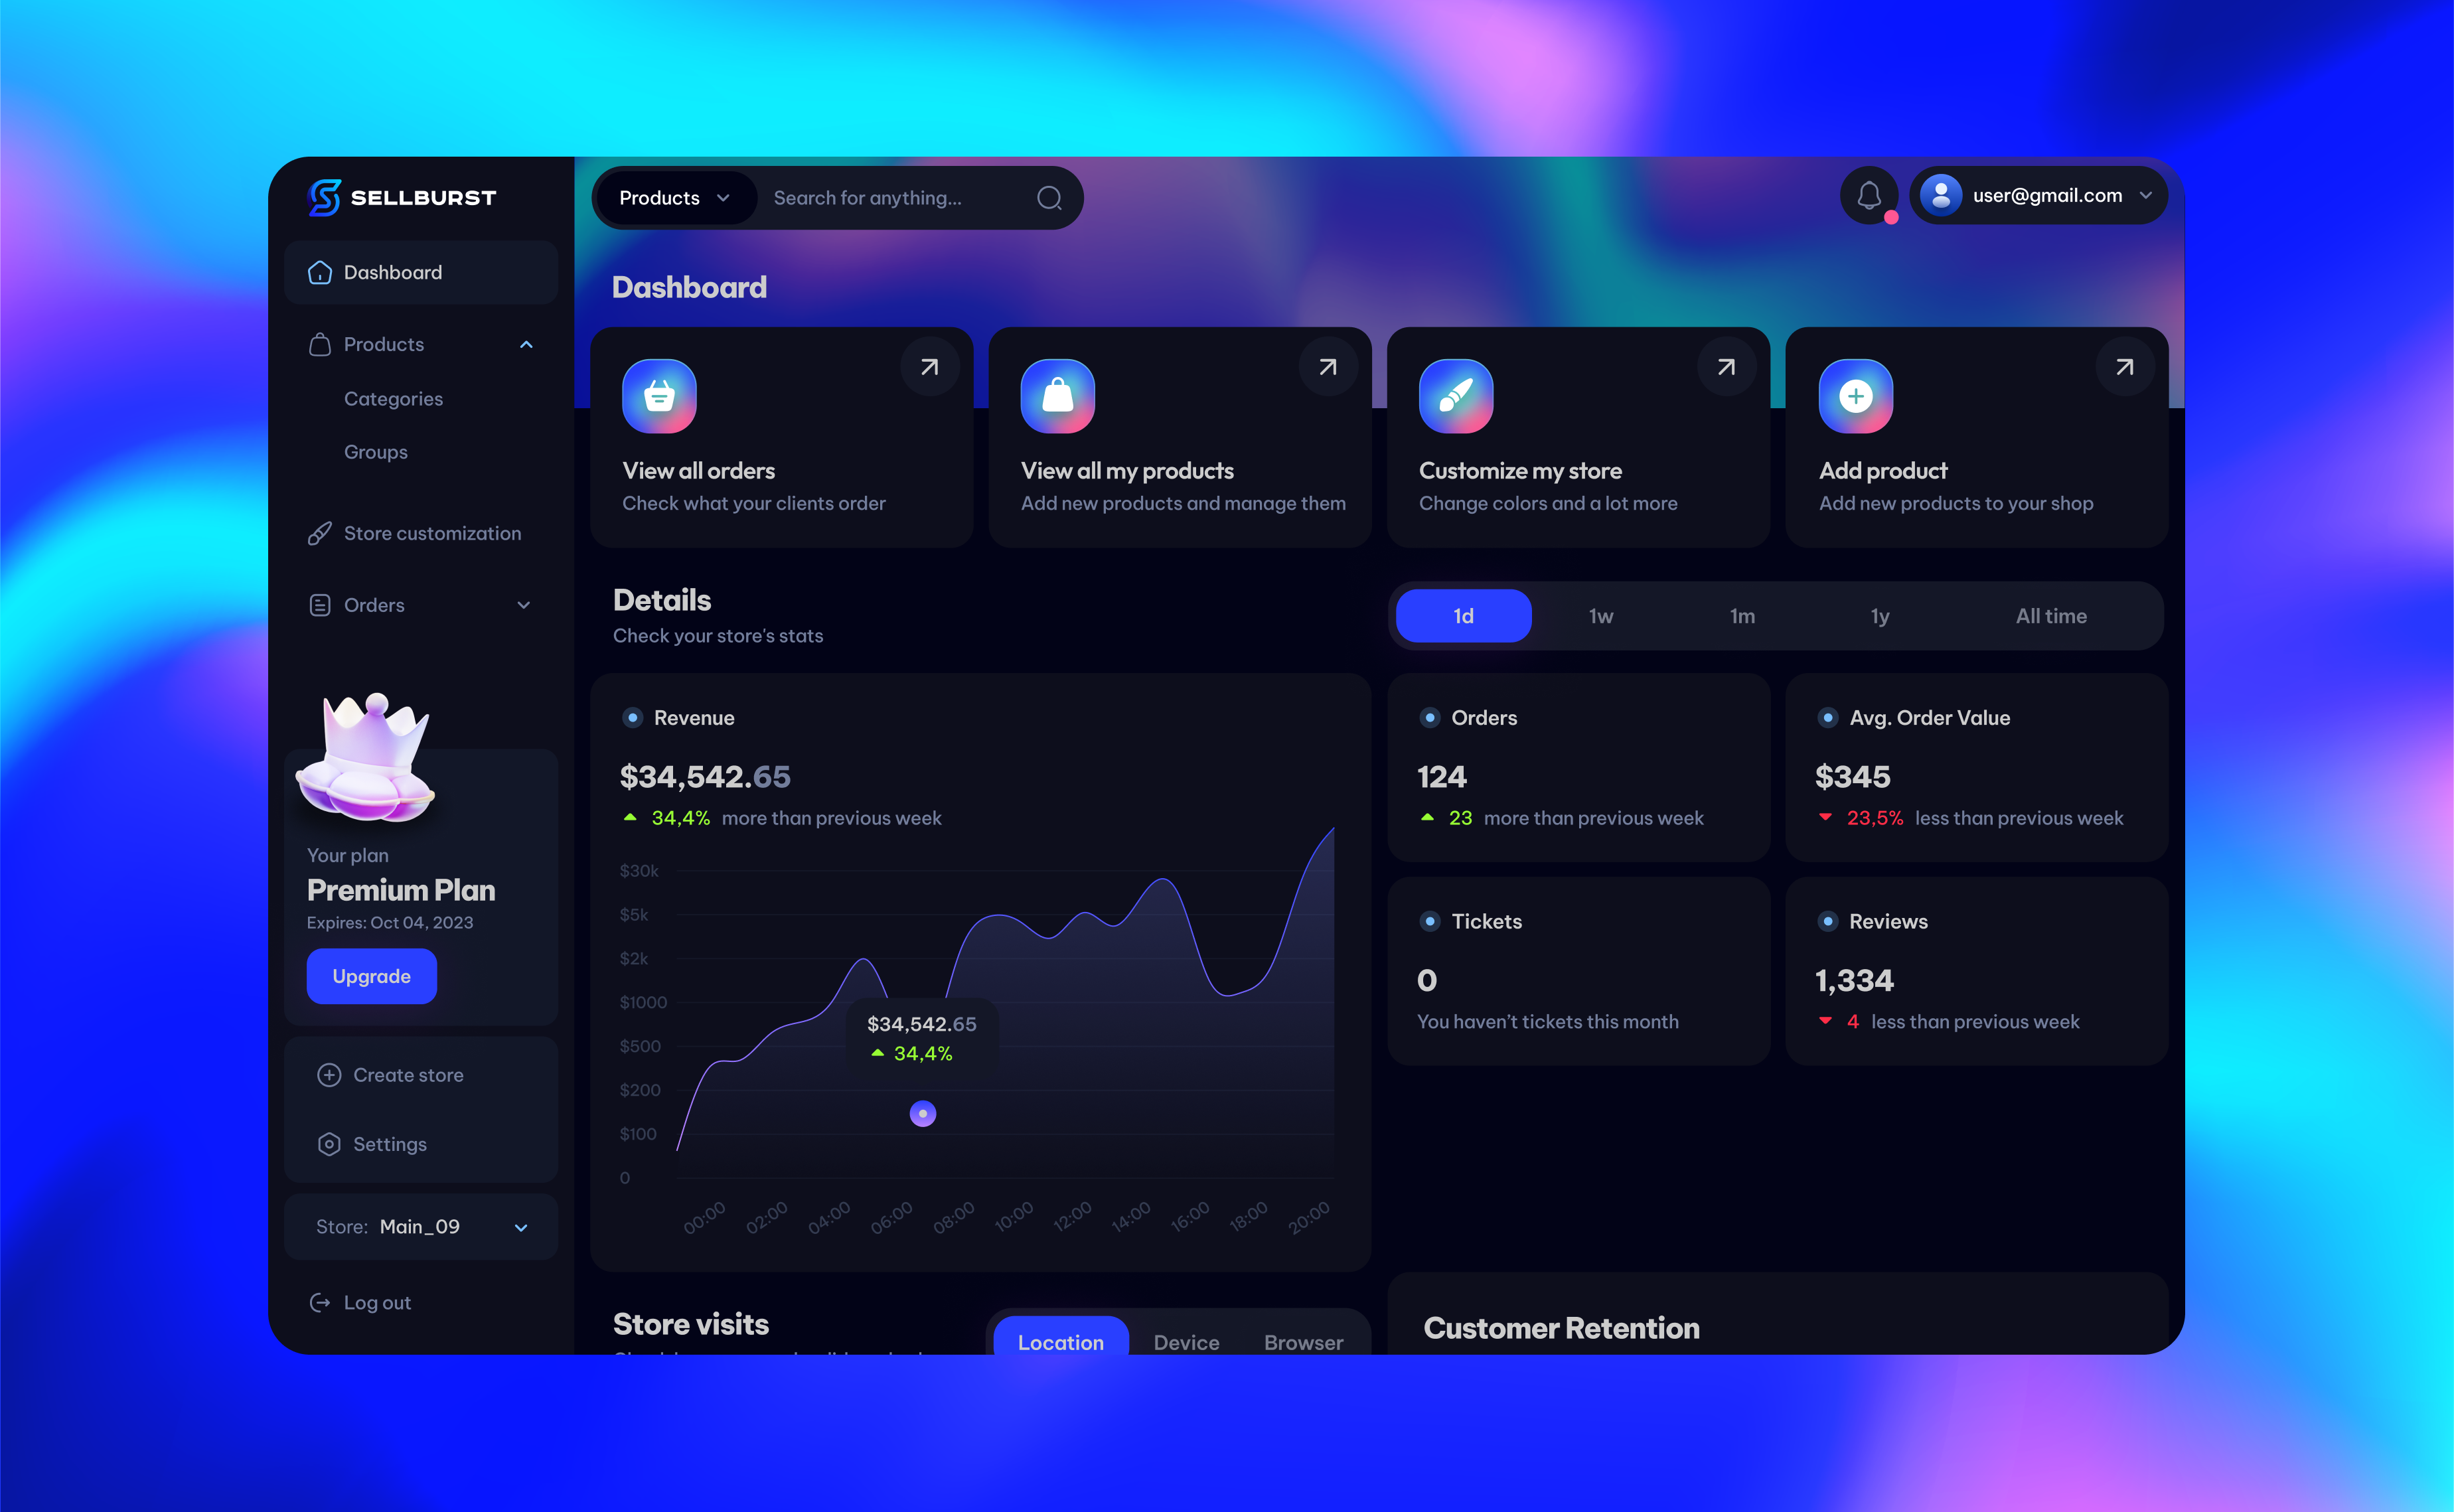 SELLBURST
Dashboard
Products
Categories
Groups
Store customization
Orders
Your plan
Premium Plan
Expires: Oct 04, 2023
Upgrade
Create store
Settings
Store: Main_09
Log out
Products
Search for anything...
user@gmail.com
Dashboard
View all orders
Check what your clients order
View all my products
Add new products and manage them
Customize my store
Change colors and a lot more
Add product
Add new products to your shop
Details
Check your store's stats
1d 1w 1m 1y All time
Revenue
$34,542.65
34,4% more than previous week
$30k
$5k
$2k
$1000
$500
$200
$100
0
$34,542.65
34,4%
00:00 02:00 04:00 06:00 08:00 10:00 12:00 14:00 16:00 18:00 20:00
Orders
124
23 more than previous week
Avg. Order Value
$345
23,5% less than previous week
Tickets
0
You haven’t tickets this month
Reviews
1,334
4 less than previous week
Store visits
Location Device Browser
Customer Retention